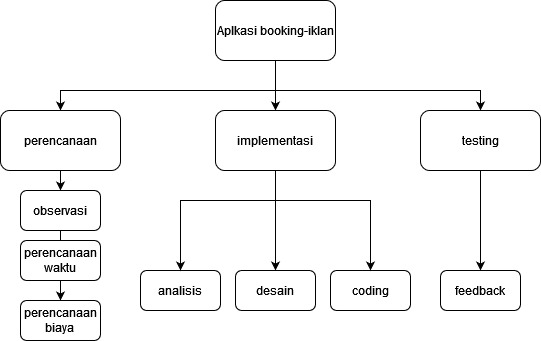 Aplkasi booking-iklan
perencanaan
implementasi
testing
observasi
perencanaan
waktu
perencanaan
biaya
analisis
desain
coding
feedback